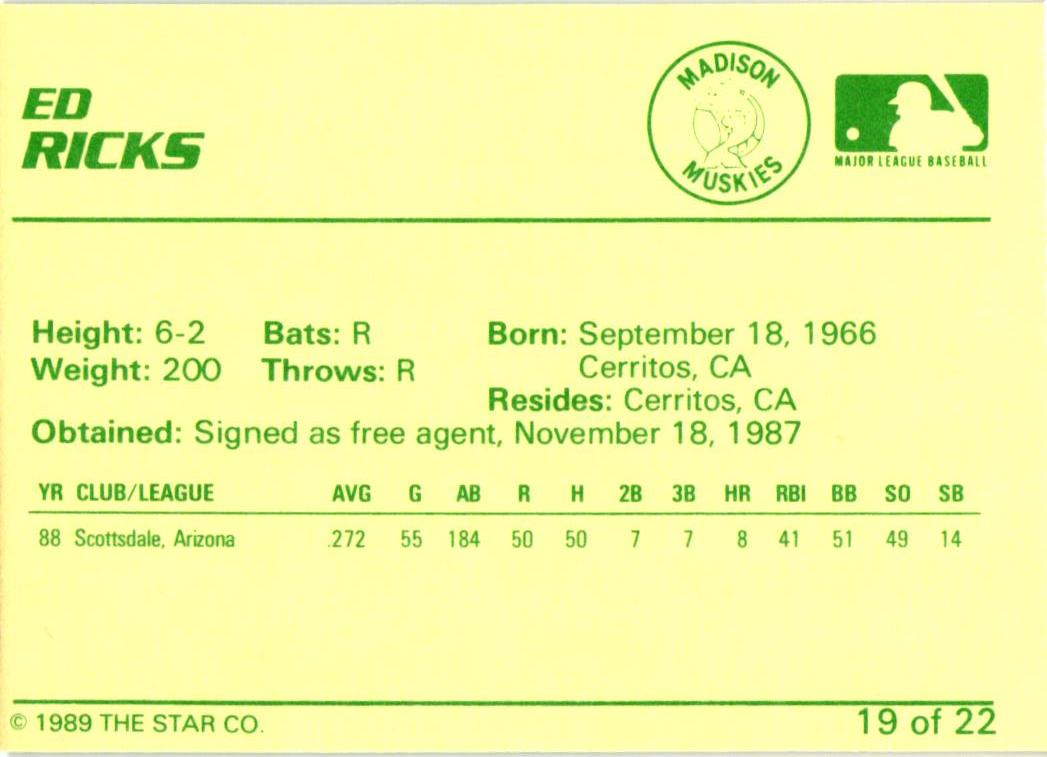 ED
RICKS
MADISON
MUSKIES
MAJOR LEAGUE BASEBALL
Height: 6-2 Bats: R Born: September 18, 1966
Weight: 200 Throws: R Cerritos, CA
Resides: Cerritos, CA
Obtained: Signed as free agent, November 18, 1987
YR CLUB/LEAGUE AVG G AB R H 2B 3B HR RBI BB SO SB
88 Scottsdale, Arizona .272 55 184 50 50 7 7 8 41 51 49 14
© 1989 THE STAR CO. 19 of 22